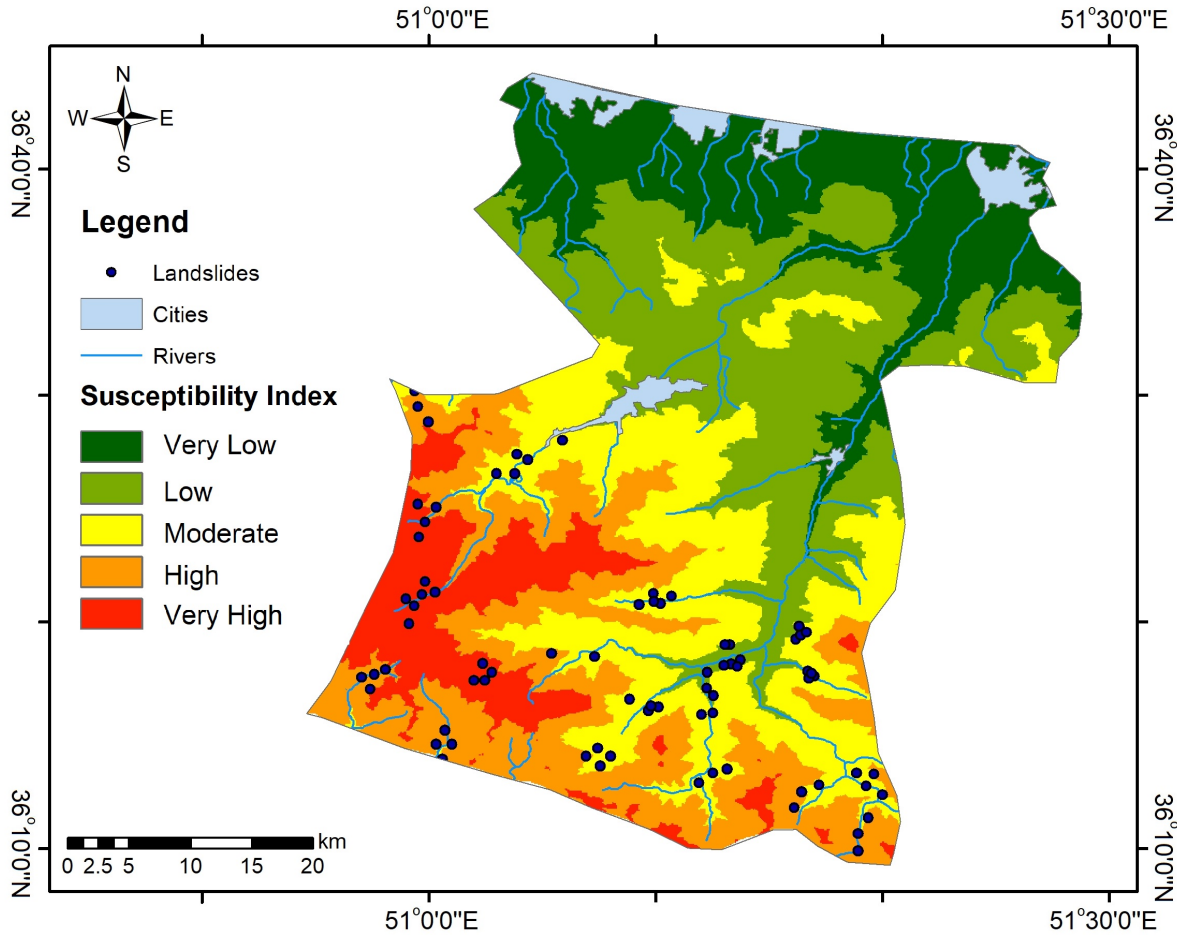 51°0'0"E 51°30'0"E
N
W E
S
36°40'0"N 36°40'0"N
Legend
Landslides
Cities
Rivers
Susceptibility Index
Very Low
Low
Moderate
High
Very High
36°10'0"N 36°10'0"N
km
0 2.5 5 10 15 20
51°0'0"E 51°30'0"E